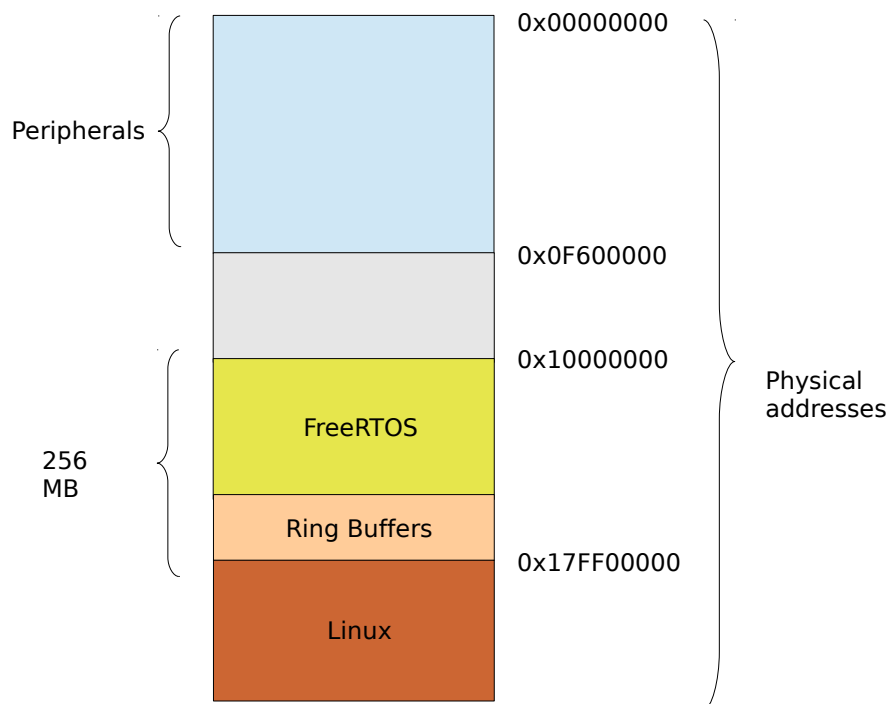 0x00000000
Peripherals
0x0F600000
0x10000000
Physical
addresses
FreeRTOS
256
MB
Ring Buffers
0x17FF00000
Linux